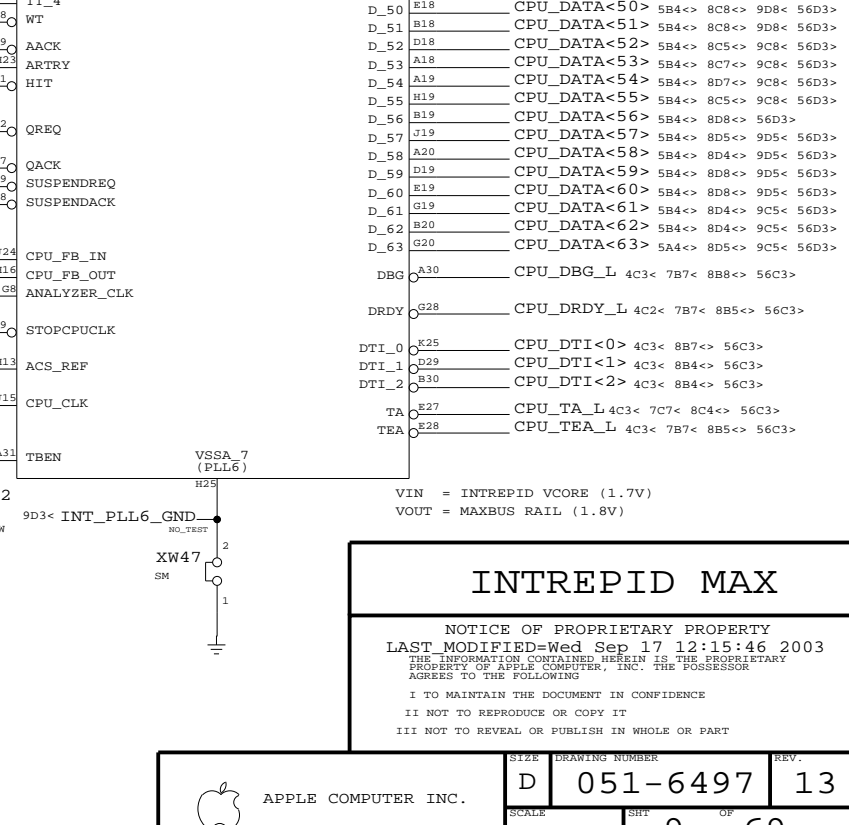 TT_4
WT
AACK
ARTRY
HIT
QREQ
QACK
SUSPENDREQ
SUSPENDACK
CPU_FB_IN
CPU_FB_OUT
G8 ANALYZER_CLK
STOPCPUCLK
ACS_REF
CPU_CLK
TBEN
D_50 E18 CPU_DATA<50> 5B4<> 8C8<> 9D8< 56D3>
D_51 B18 CPU_DATA<51> 5B4<> 8C8<> 9D8< 56D3>
D_52 D18 CPU_DATA<52> 5B4<> 8C5<> 9C8< 56D3>
D_53 A18 CPU_DATA<53> 5B4<> 8C7<> 9C8< 56D3>
D_54 A19 CPU_DATA<54> 5B4<> 8D7<> 9C8< 56D3>
D_55 H19 CPU_DATA<55> 5B4<> 8C5<> 9C8< 56D3>
D_56 B19 CPU_DATA<56> 5B4<> 8D8<> 56D3>
D_57 J19 CPU_DATA<57> 5B4<> 8D5<> 9D5< 56D3>
D_58 A20 CPU_DATA<58> 5B4<> 8D4<> 9D5< 56D3>
D_59 D19 CPU_DATA<59> 5B4<> 8D8<> 9D5< 56D3>
D_60 E19 CPU_DATA<60> 5B4<> 8D8<> 9D5< 56D3>
D_61 G19 CPU_DATA<61> 5B4<> 8D4<> 9C5< 56D3>
D_62 B20 CPU_DATA<62> 5B4<> 8D4<> 9C5< 56D3>
D_63 G20 CPU_DATA<63> 5A4<> 8D5<> 9C5< 56D3>
DBG A30 CPU_DBG_L 4C3< 7B7< 8B8<> 56C3>
DRDY G28 CPU_DRDY_L 4C2< 7B7< 8B5<> 56C3>
DTI_0 K25 CPU_DTI<0> 4C3< 8B7<> 56C3>
DTI_1 D29 CPU_DTI<1> 4C3< 8B4<> 56C3>
DTI_2 B30 CPU_DTI<2> 4C3< 8B4<> 56C3>
TA E27 CPU_TA_L 4C3< 7C7< 8C4<> 56C3>
TEA E28 CPU_TEA_L 4C3< 7B7< 8B5<> 56C3>
VSSA_7
(PLL6)
H25
9D3< INT_PLL6_GND
NO_TEST
2
XW47
SM
1
VIN = INTREPID VCORE (1.7V)
VOUT = MAXBUS RAIL (1.8V)
INTREPID MAX
NOTICE OF PROPRIETARY PROPERTY
LAST_MODIFIED=Wed Sep 17 12:15:46 2003
THE INFORMATION CONTAINED HEREIN IS THE PROPRIETARY
PROPERTY OF APPLE COMPUTER, INC. THE POSSESSOR
AGREES TO THE FOLLOWING
I TO MAINTAIN THE DOCUMENT IN CONFIDENCE
II NOT TO REPRODUCE OR COPY IT
III NOT TO REVEAL OR PUBLISH IN WHOLE OR PART
APPLE COMPUTER INC.
SIZE
D
DRAWING NUMBER
051-6497
REV.
13
SCALE
SHT
OF